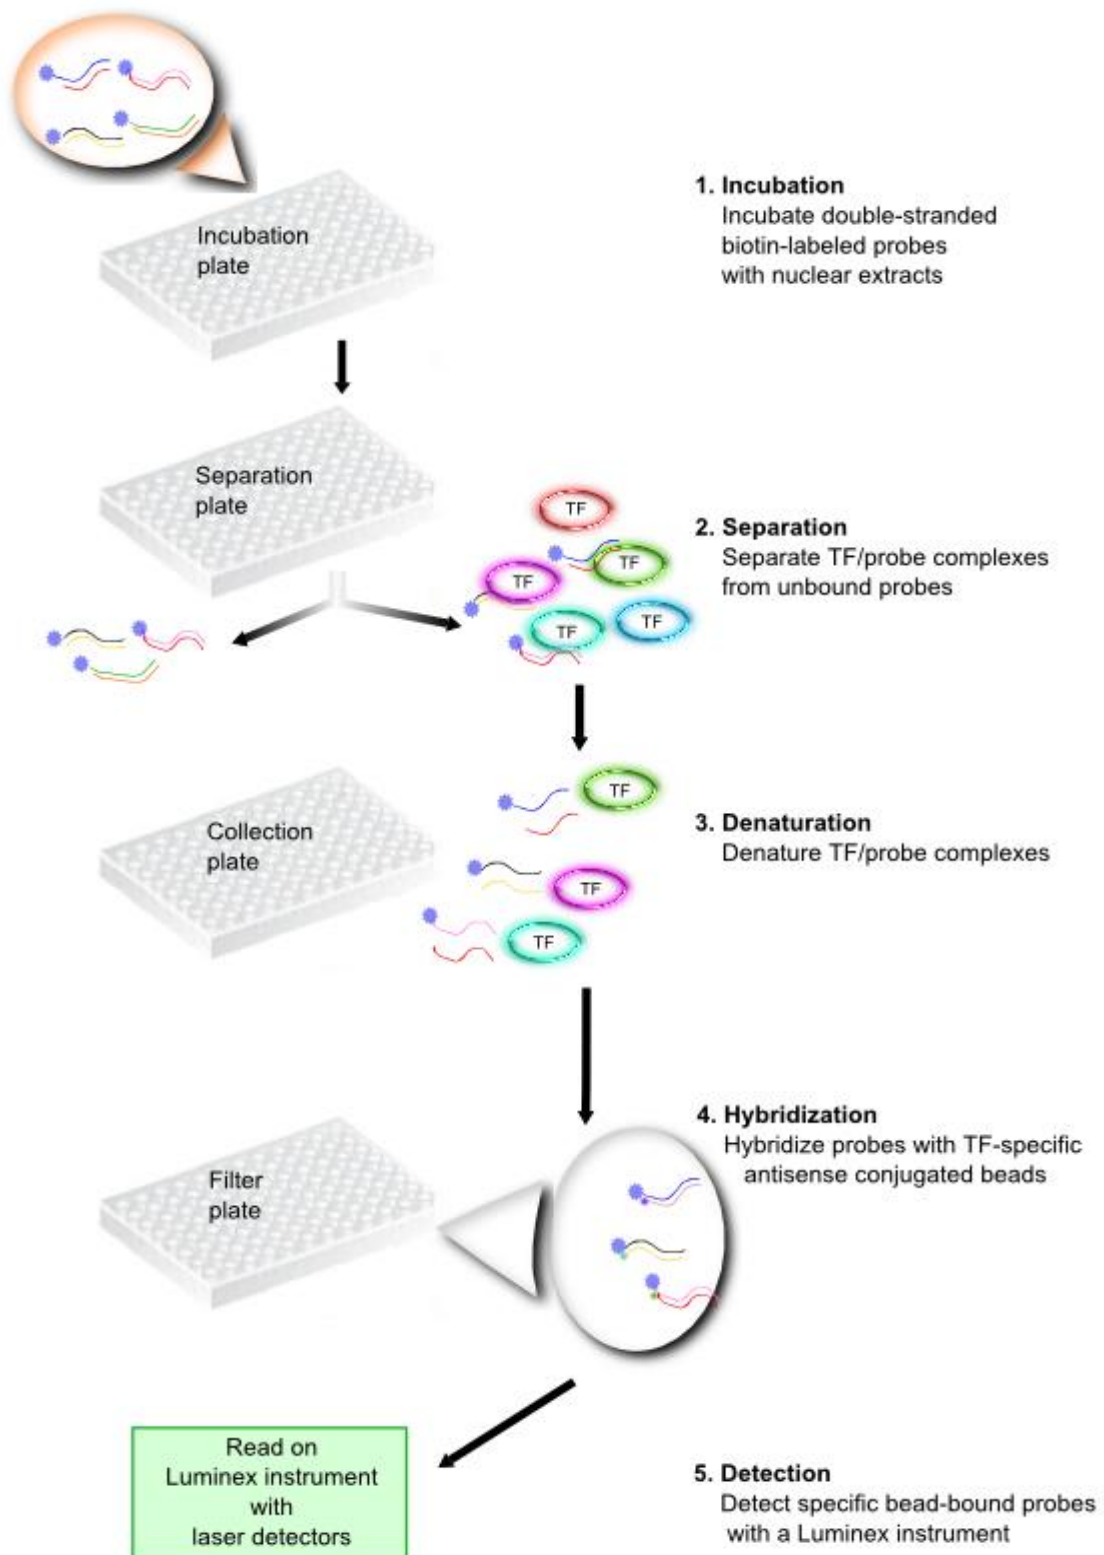 Incubation
plate
1. Incubation
Incubate double-stranded
biotin-labeled probes
with nuclear extracts
Separation
plate
TF
TF
TF
TF
TF
2. Separation
Separate TF/probe complexes
from unbound probes
Collection
plate
TF
TF
TF
3. Denaturation
Denature TF/probe complexes
Filter
plate
4. Hybridization
Hybridize probes with TF-specific
antisense conjugated beads
Read on
Luminex instrument
with
laser detectors
5. Detection
Detect specific bead-bound probes
with a Luminex instrument